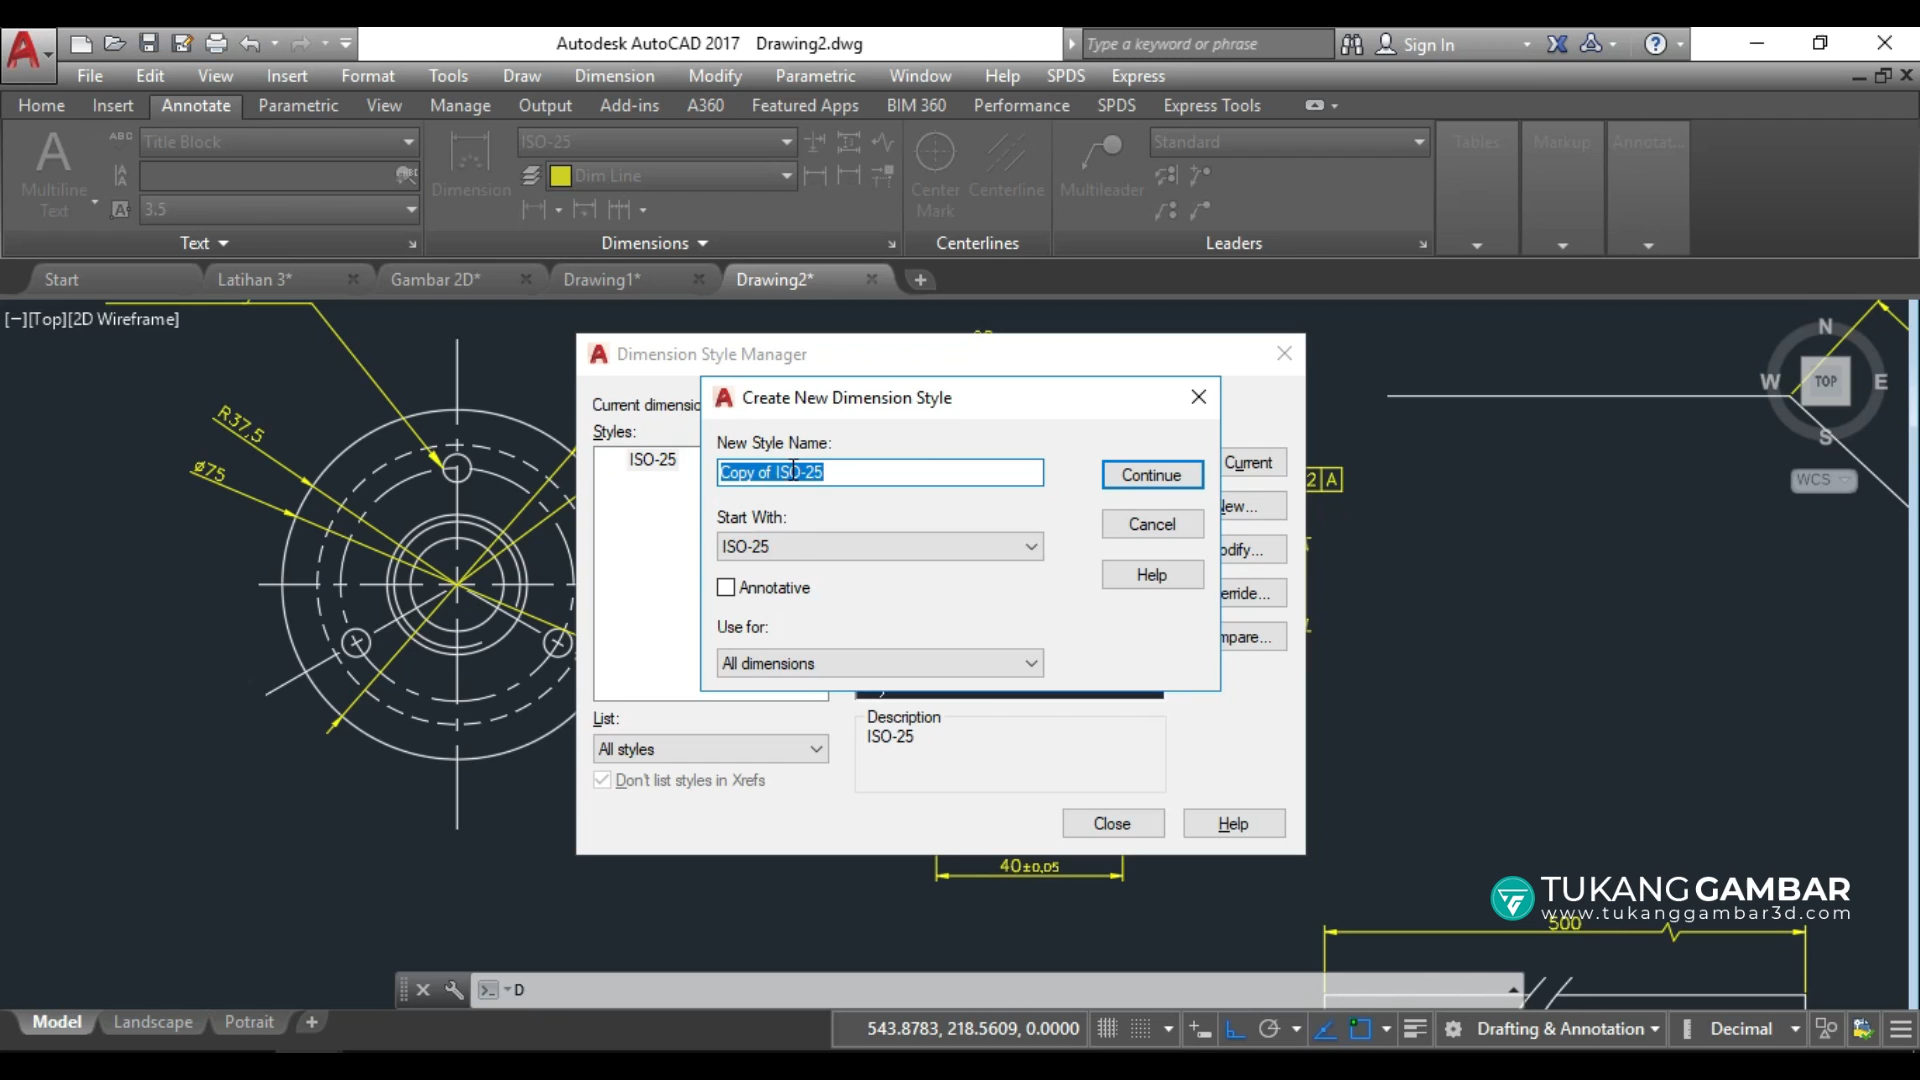 Autodesk AutoCAD 2017 Drawing2.dwg
Type a keyword or phrase
Sign In
File Edit View Insert Format Tools Draw Dimension Modify Parametric Window Help SPDS Express
Home Insert Annotate Parametric View Manage Output Add-ins A360 Featured Apps BIM 360 Performance SPDS Express Tools
Multiline Text
Title Block
3.5
Text
Dimension
ISO-25
Dim Line
Dimensions
Center Mark
Centerline
Centerlines
Multileader
Standard
Leaders
Tables
Markup
Annotat...
Start Latihan 3* Gambar 2D* Drawing1* Drawing2*
[−][Top][2D Wireframe]
R37,5
⌀75
N
W TOP E
S
WCS
2 A
Dimension Style Manager
Current dimensio
Styles:
ISO-25
Create New Dimension Style
New Style Name:
Copy of ISO-25
Start With:
ISO-25
Annotative
Use for:
All dimensions
Continue
Cancel
Help
Current
ew...
odify...
erride...
mpare...
List:
All styles
Don't list styles in Xrefs
Description
ISO-25
Close
Help
40±0,05
TUKANG GAMBAR
www.tukanggambar3d.com
500
D
Model Landscape Potrait
543.8783, 218.5609, 0.0000
Drafting & Annotation
Decimal